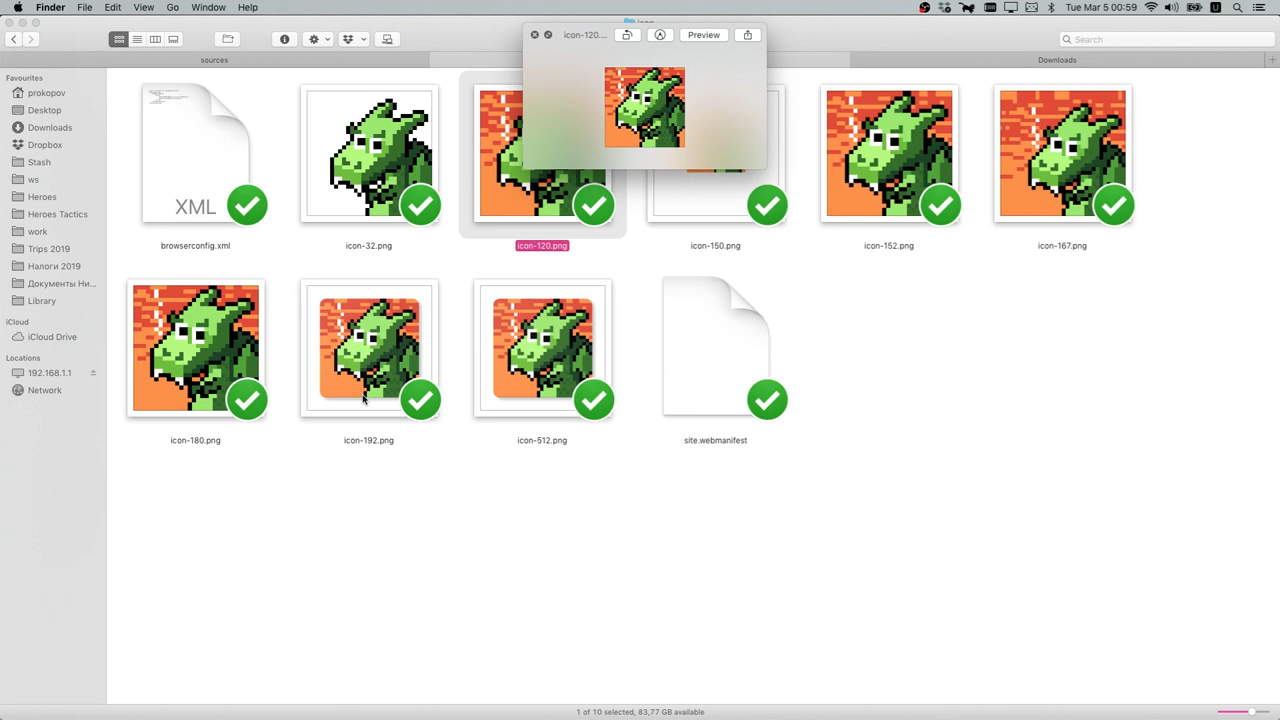 Finder File Edit View Go Window Help
Tue Mar 5 00:59
icon-120....
Preview
Search
sources
Downloads
Favourites
prokopov
Desktop
Downloads
Dropbox
Stash
ws
Heroes
Heroes Tactics
work
Trips 2019
Налоги 2019
Документы Ни...
Library
iCloud
iCloud Drive
Locations
192.168.1.1
Network
XML
browserconfig.xml
icon-32.png
icon-120.png
icon-150.png
icon-152.png
icon-167.png
icon-180.png
icon-192.png
icon-512.png
site.webmanifest
1 of 10 selected, 83,77 GB available